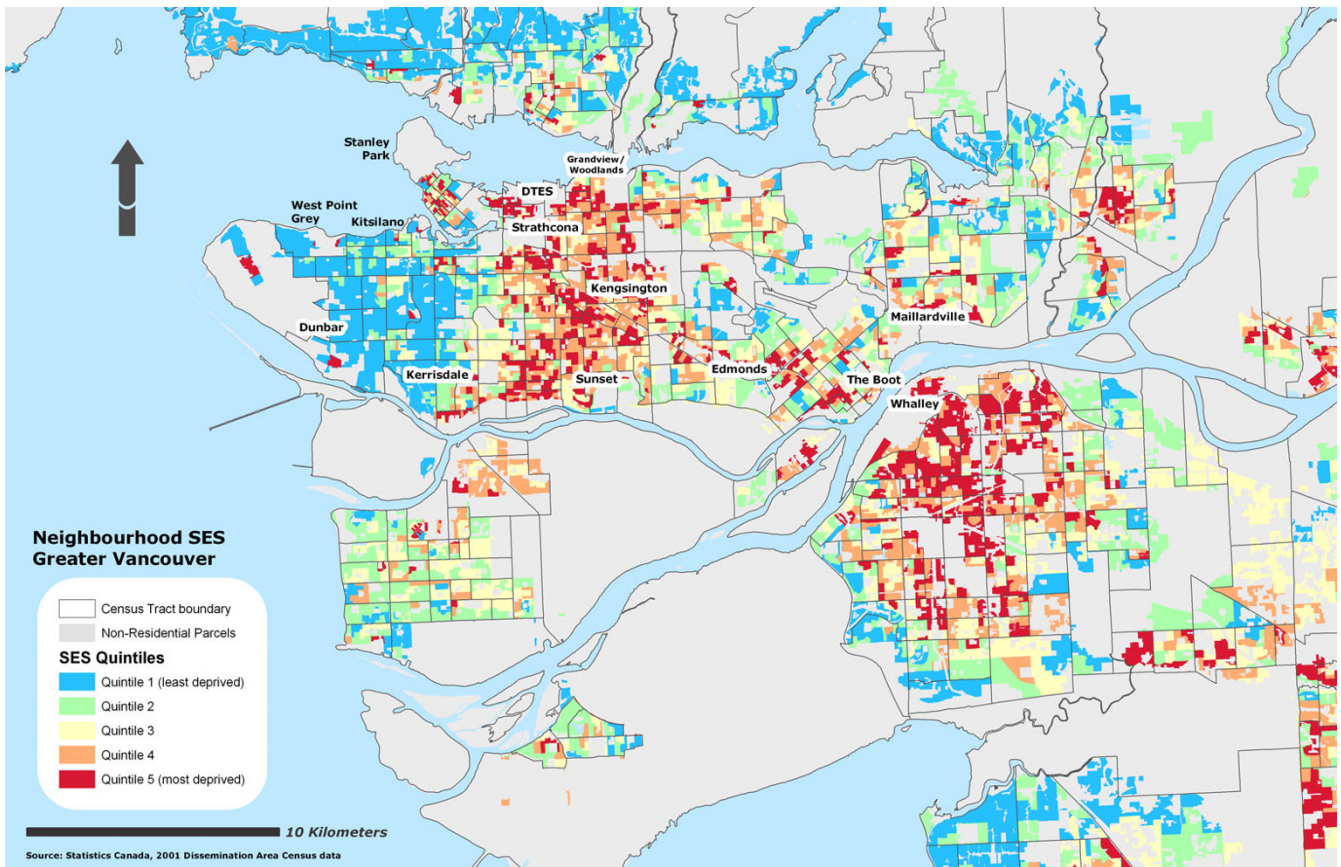 Stanley
Park
Grandview/
Woodlands
DTES
West Point
Grey
Kitsilano
Strathcona
Kengsington
Maillardville
Dunbar
Kerrisdale
Sunset
Edmonds
The Boot
Whalley
Neighbourhood SES
Greater Vancouver
Census Tract boundary
Non-Residential Parcels
SES Quintiles
Quintile 1 (least deprived)
Quintile 2
Quintile 3
Quintile 4
Quintile 5 (most deprived)
10 Kilometers
Source: Statistics Canada, 2001 Dissemination Area Census data